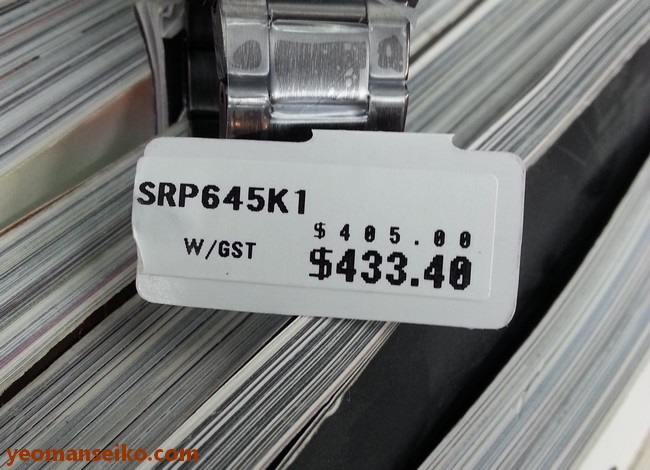 SRP645K1
$405.00
W/GST
$433.40
yeomanseiko.com